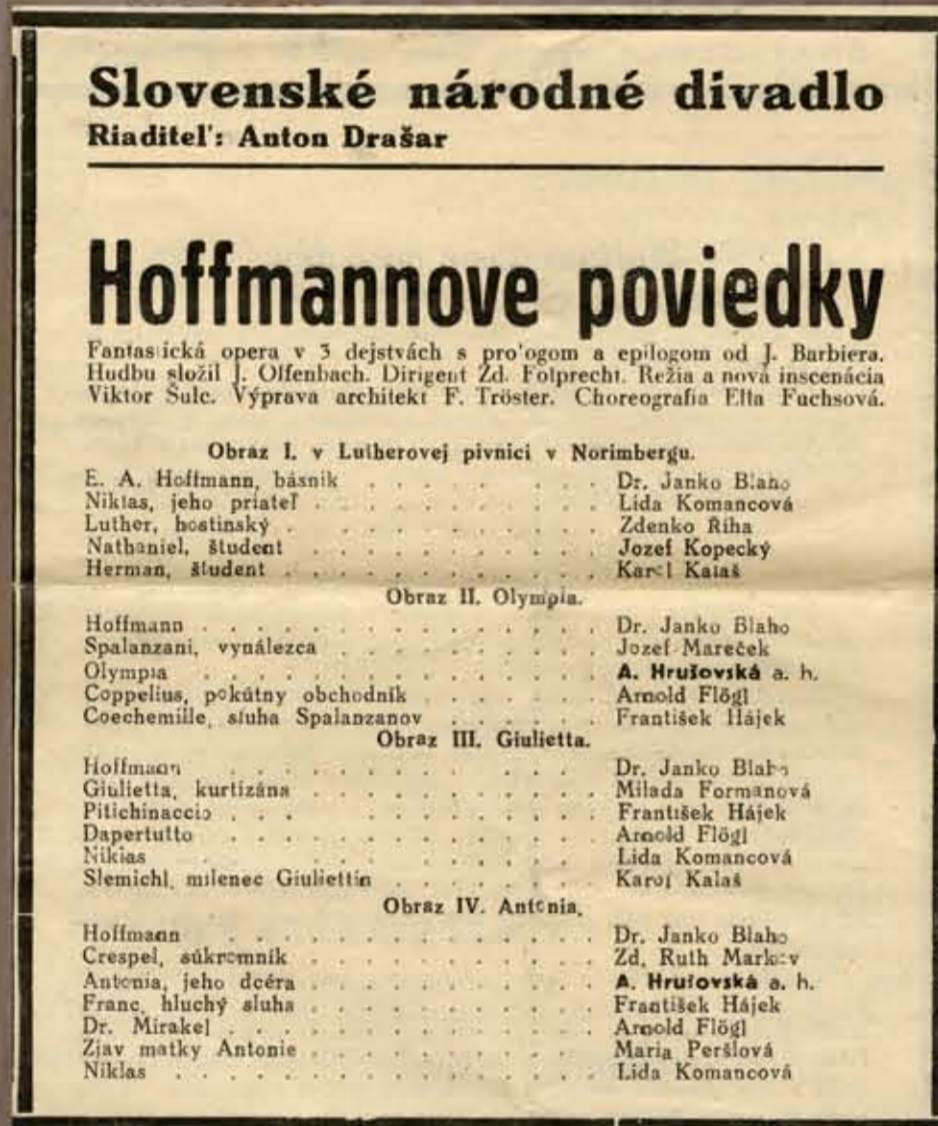 Slovenské národné divadlo
Riaditeľ: Anton Drašar
Hoffmannove poviedky
Fantastická opera v 3 dejstvách s pro'ogom a epilogom od J. Barbiera.
Hudbu složil J. Offenbach. Dirigent Zd. Folprecht. Režia a nová inscenácia
Viktor Šulc. Výprava architekt F. Tröster. Choreografia Ella Fuchsová.
Obraz I. v Lutherovej pivnici v Norimbergu.
E. A. Hoffmann, básnik . . . . . . . . Dr. Janko Blaho
Niklas, jeho priateľ . . . . . . . . . . Lida Komancová
Luther, hostinský . . . . . . . . . . . Zdenko Říha
Nathaniel, študent . . . . . . . . . . Jozef Kopecký
Herman, študent . . . . . . . . . . . Karel Kalaš
Obraz II. Olympia.
Hoffmann . . . . . . . . . . . . . . Dr. Janko Blaho
Spalanzani, vynálezca . . . . . . . . . Jozef Mareček
Olympia . . . . . . . . . . . . . . A. Hrušovská a. h.
Coppelius, pokútny obchodník . . . . . . Arnold Flögl
Coechemille, sluha Spalanzanov . . . . . . František Hájek
Obraz III. Giulietta.
Hoffmann . . . . . . . . . . . . . Dr. Janko Blaho
Giulietta, kurtizána . . . . . . . . . . Milada Formanová
Pitichinaccio . . . . . . . . . . . . František Hájek
Dapertutto . . . . . . . . . . . . . Arnold Flögl
Niklas . . . . . . . . . . . . . . Lida Komancová
Slemichl, milenec Giuliettin . . . . . . . Karol Kalaš
Obraz IV. Antonia.
Hoffmann . . . . . . . . . . . . . Dr. Janko Blaho
Crespel, súkromník . . . . . . . . . . Zd. Ruth Markov
Antonia, jeho dcéra . . . . . . . . . . A. Hrušovská a. h.
Franc, hluchý sluha . . . . . . . . . . František Hájek
Dr. Mirakel . . . . . . . . . . . . . Arnold Flögl
Zjav matky Antonie . . . . . . . . . . Maria Peršlová
Niklas . . . . . . . . . . . . . . Lida Komancová